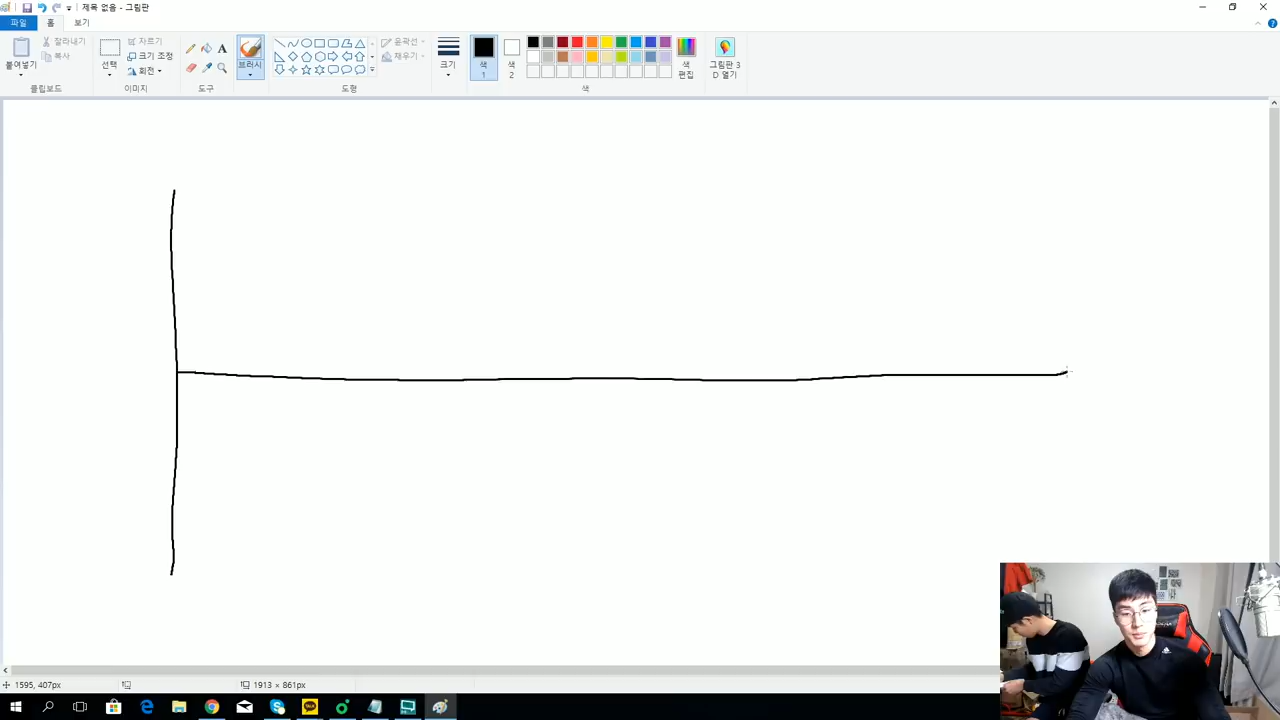 제목 없음 - 그림판
파일
홈
보기
붙여넣기
잘라내기
복사
클립보드
선택
자르기
크기 조정
회전
이미지
A
도구
브러시
윤곽선
채우기
도형
크기
색
1
색
2
색
편집
색
그림판 3
D 열기
1595, 407px
1913 × 861px